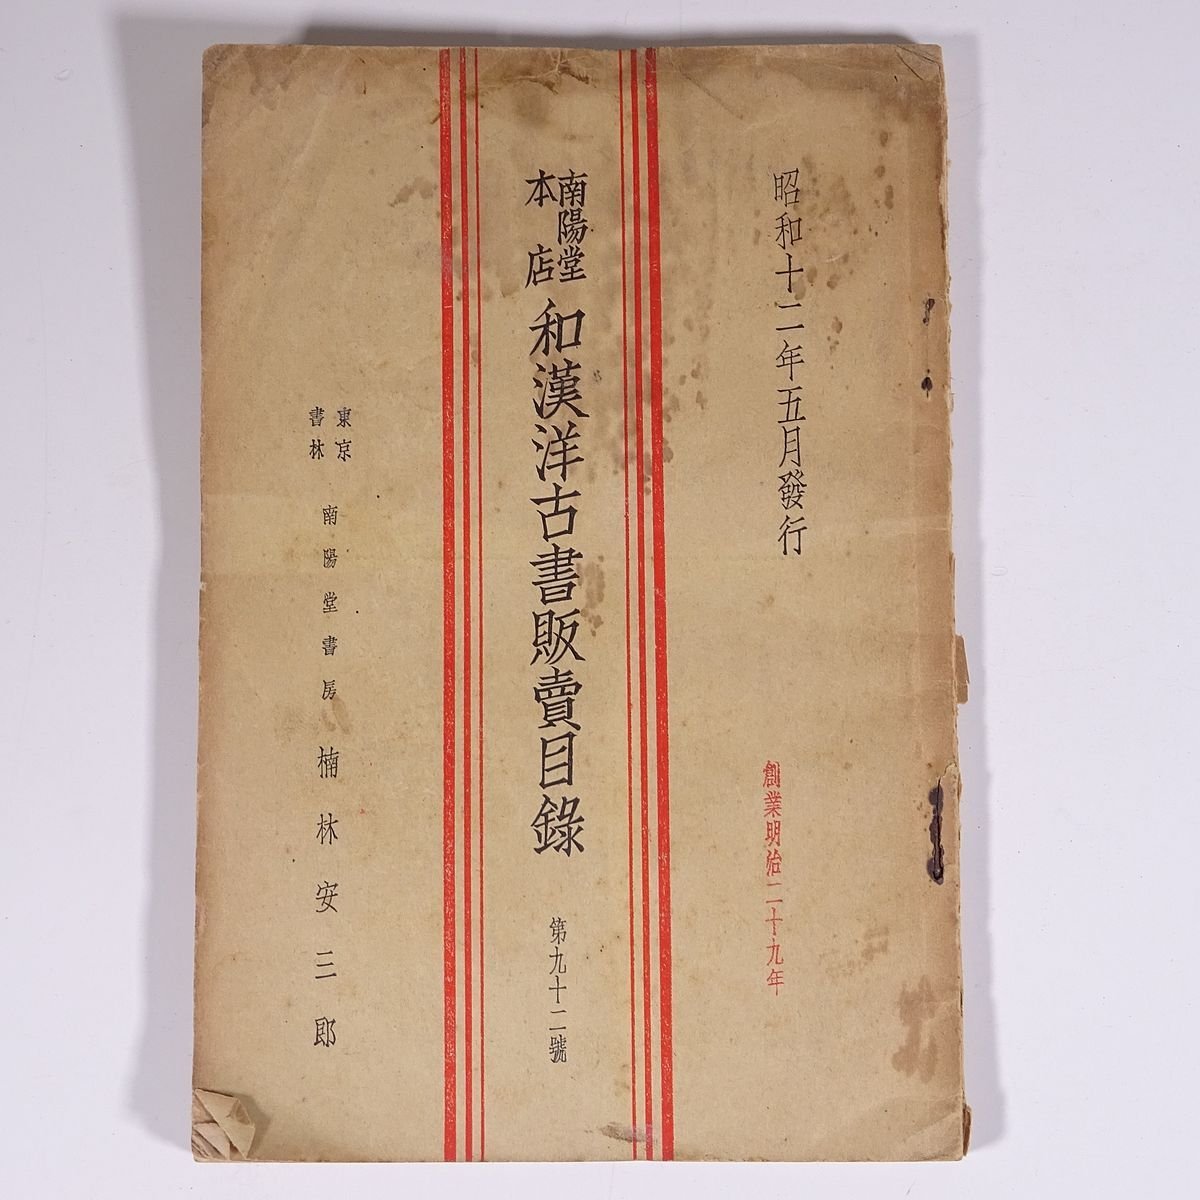 昭和十二年五月發行
創業明治二十九年
南陽堂
本店
和漢洋古書販賣目錄
第九十二號
東京
書林
南陽堂書房
楠林安三郎